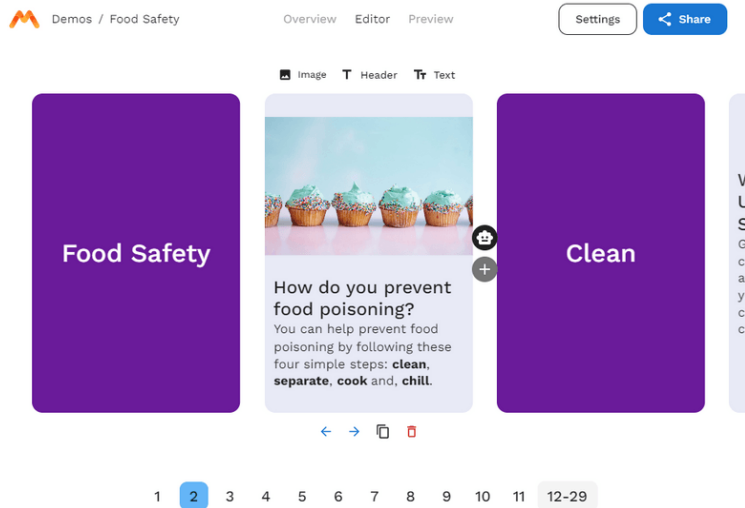 Demos / Food Safety
Overview Editor Preview
Settings
Share
Image Header Text
Food Safety
How do you prevent
food poisoning?
You can help prevent food
poisoning by following these
four simple steps: clean,
separate, cook and, chill.
Clean
1 2 3 4 5 6 7 8 9 10 11 12-29